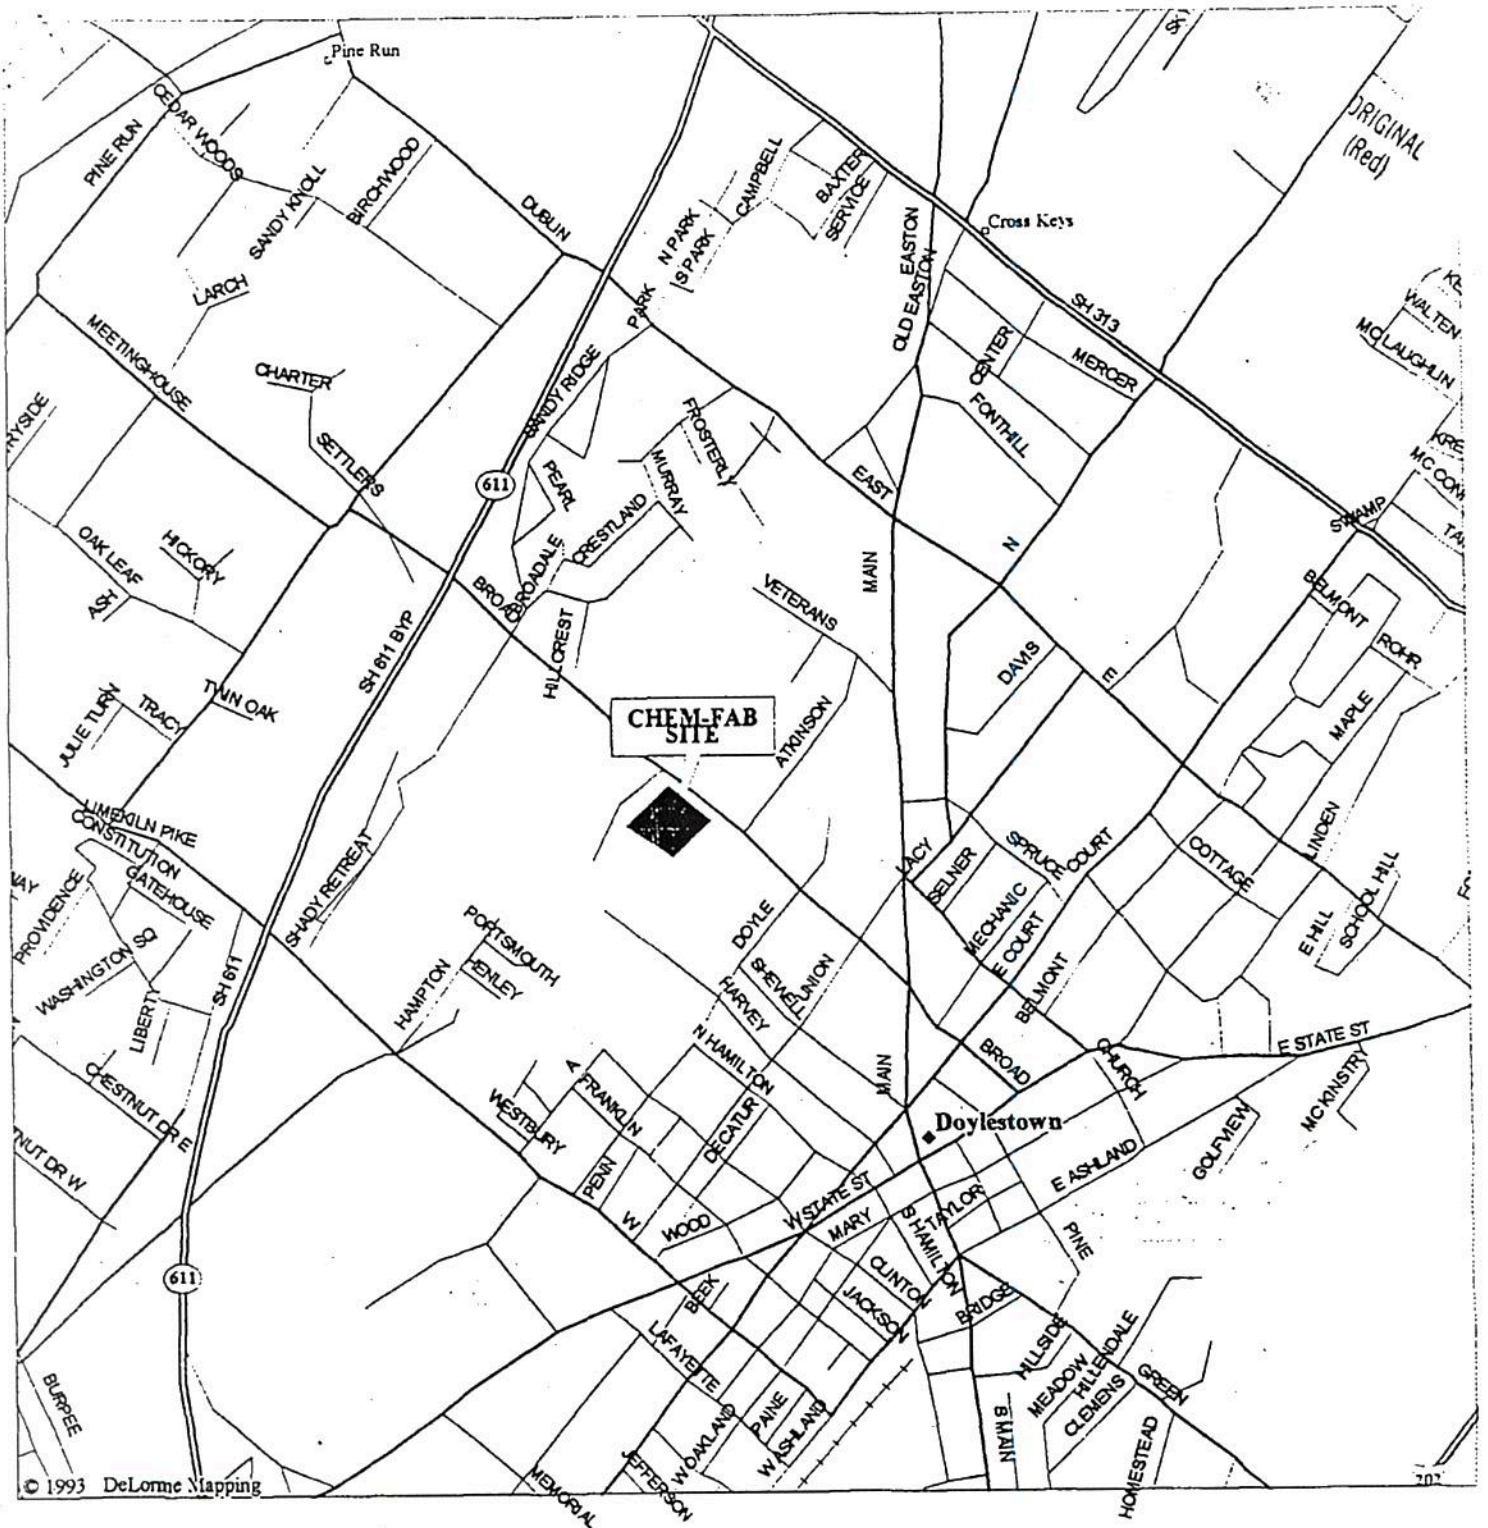 Pine Run
CEDAR WOODS
PINE RUN
SANDY KNOLL
BIRCHWOOD
DUBLIN
CAMPBELL
BAXTER
SERVICE
N PARK
S PARK
PARK
EASTON
OLD EASTON
Cross Keys
ORIGINAL
(Red)
SH 313
LARCH
MEETINGHOUSE
CHARTER
SETTLERS
SANDY RIDGE
CENTER
MERCER
FONTHILL
WALTEN
MC LAUGHLIN
611
PEARL
FROSTERLY
MURRAY
CRESTLAND
EAST
SWAMP
OAK LEAF
HICKORY
ASH
BROAD
BROADALE
HILLCREST
VETERANS
MAIN
N
BELMONT
ROHR
MAPLE
SH 611 BYP
TWIN OAK
TRACY
JULIE TURN
DAVIS
E
CHEM-FAB
SITE
ATKINSON
LIMEKILN PIKE
CONSTITUTION
GATEHOUSE
PROVIDENCE
WASHINGTON SQ
LIBERTY
SH 611
SHADY RETREAT
PORTSMOUTH
HENLEY
HAMPTON
DOYLE
SHEWELL
UNION
HARVEY
N HAMILTON
LACY
SELNER
SPRUCE
MECHANIC
E COURT
COURT
COTTAGE
LINDEN
E HILL
SCHOOL HILL
BELMONT
BROAD
CHURCH
E STATE ST
MC KINSTRY
GOLFVIEW
MAIN
Doylestown
CHESTNUT DR E
NUT DR W
A
FRANKLIN
WESTBURY
DECATUR
PENN
W
WOOD
W STATE ST
MARY
TAYLOR
S HAMILTON
E ASHLAND
PINE
CLINTON
JACKSON
BRIDGE
611
BEEK
LAFAYETTE
HILLSIDE
MEADOW
HILLENDALE
CLEMENS
GREEN
BURPEE
W OAKLAND
PAINE
W ASHLAND
S MAIN
HOMESTEAD
MEMORIAL
JEFFERSON
© 1993 DeLorme Mapping
202